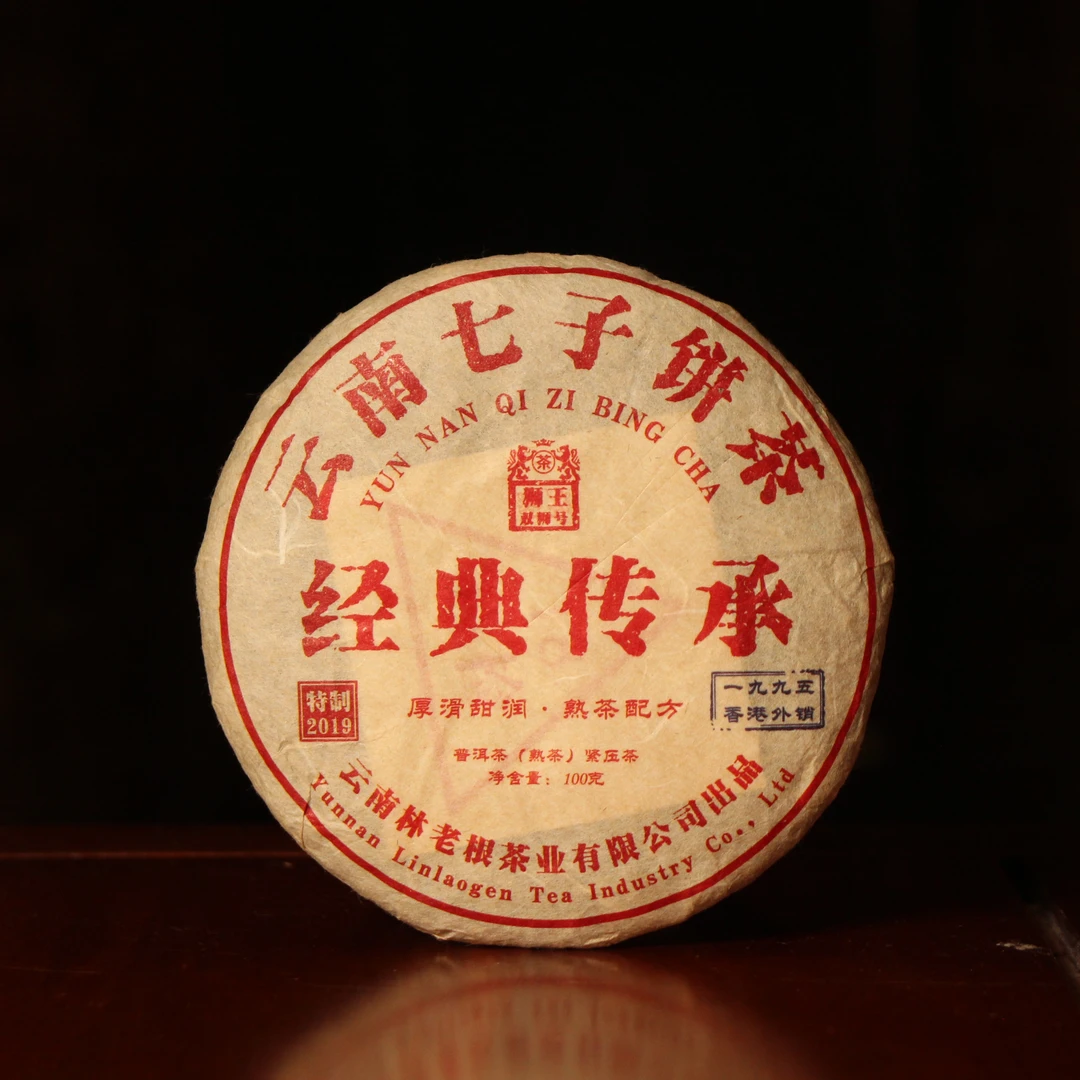 云南七子饼茶
YUN NAN QI ZI BING CHA
茶
狮王
双狮号
经典传承
特制
2019
厚滑甜润·熟茶配方
一九九五
香港外销
普洱茶(熟茶)紧压茶
净含量:100克
云南林老根茶业有限公司出品
Yunnan Linlaogen Tea Industry Co., Ltd